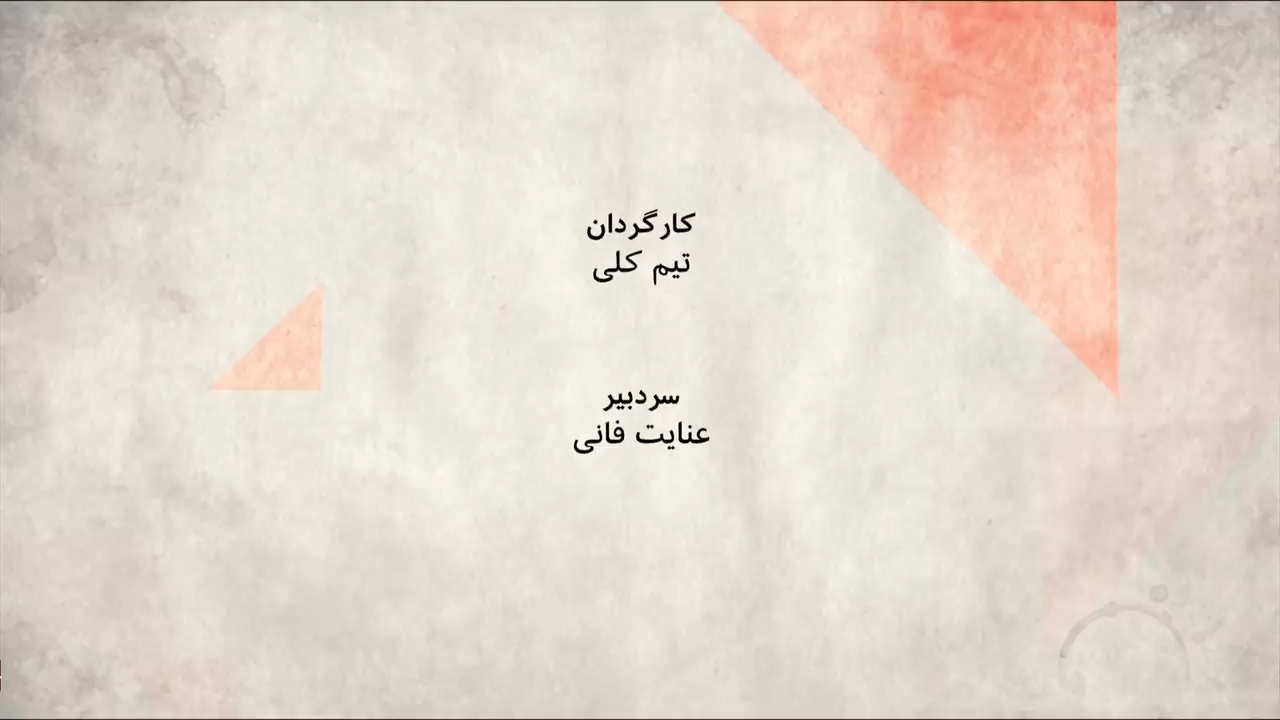 کارگردان
تیم کلی
سردبیر
عنایت فانی